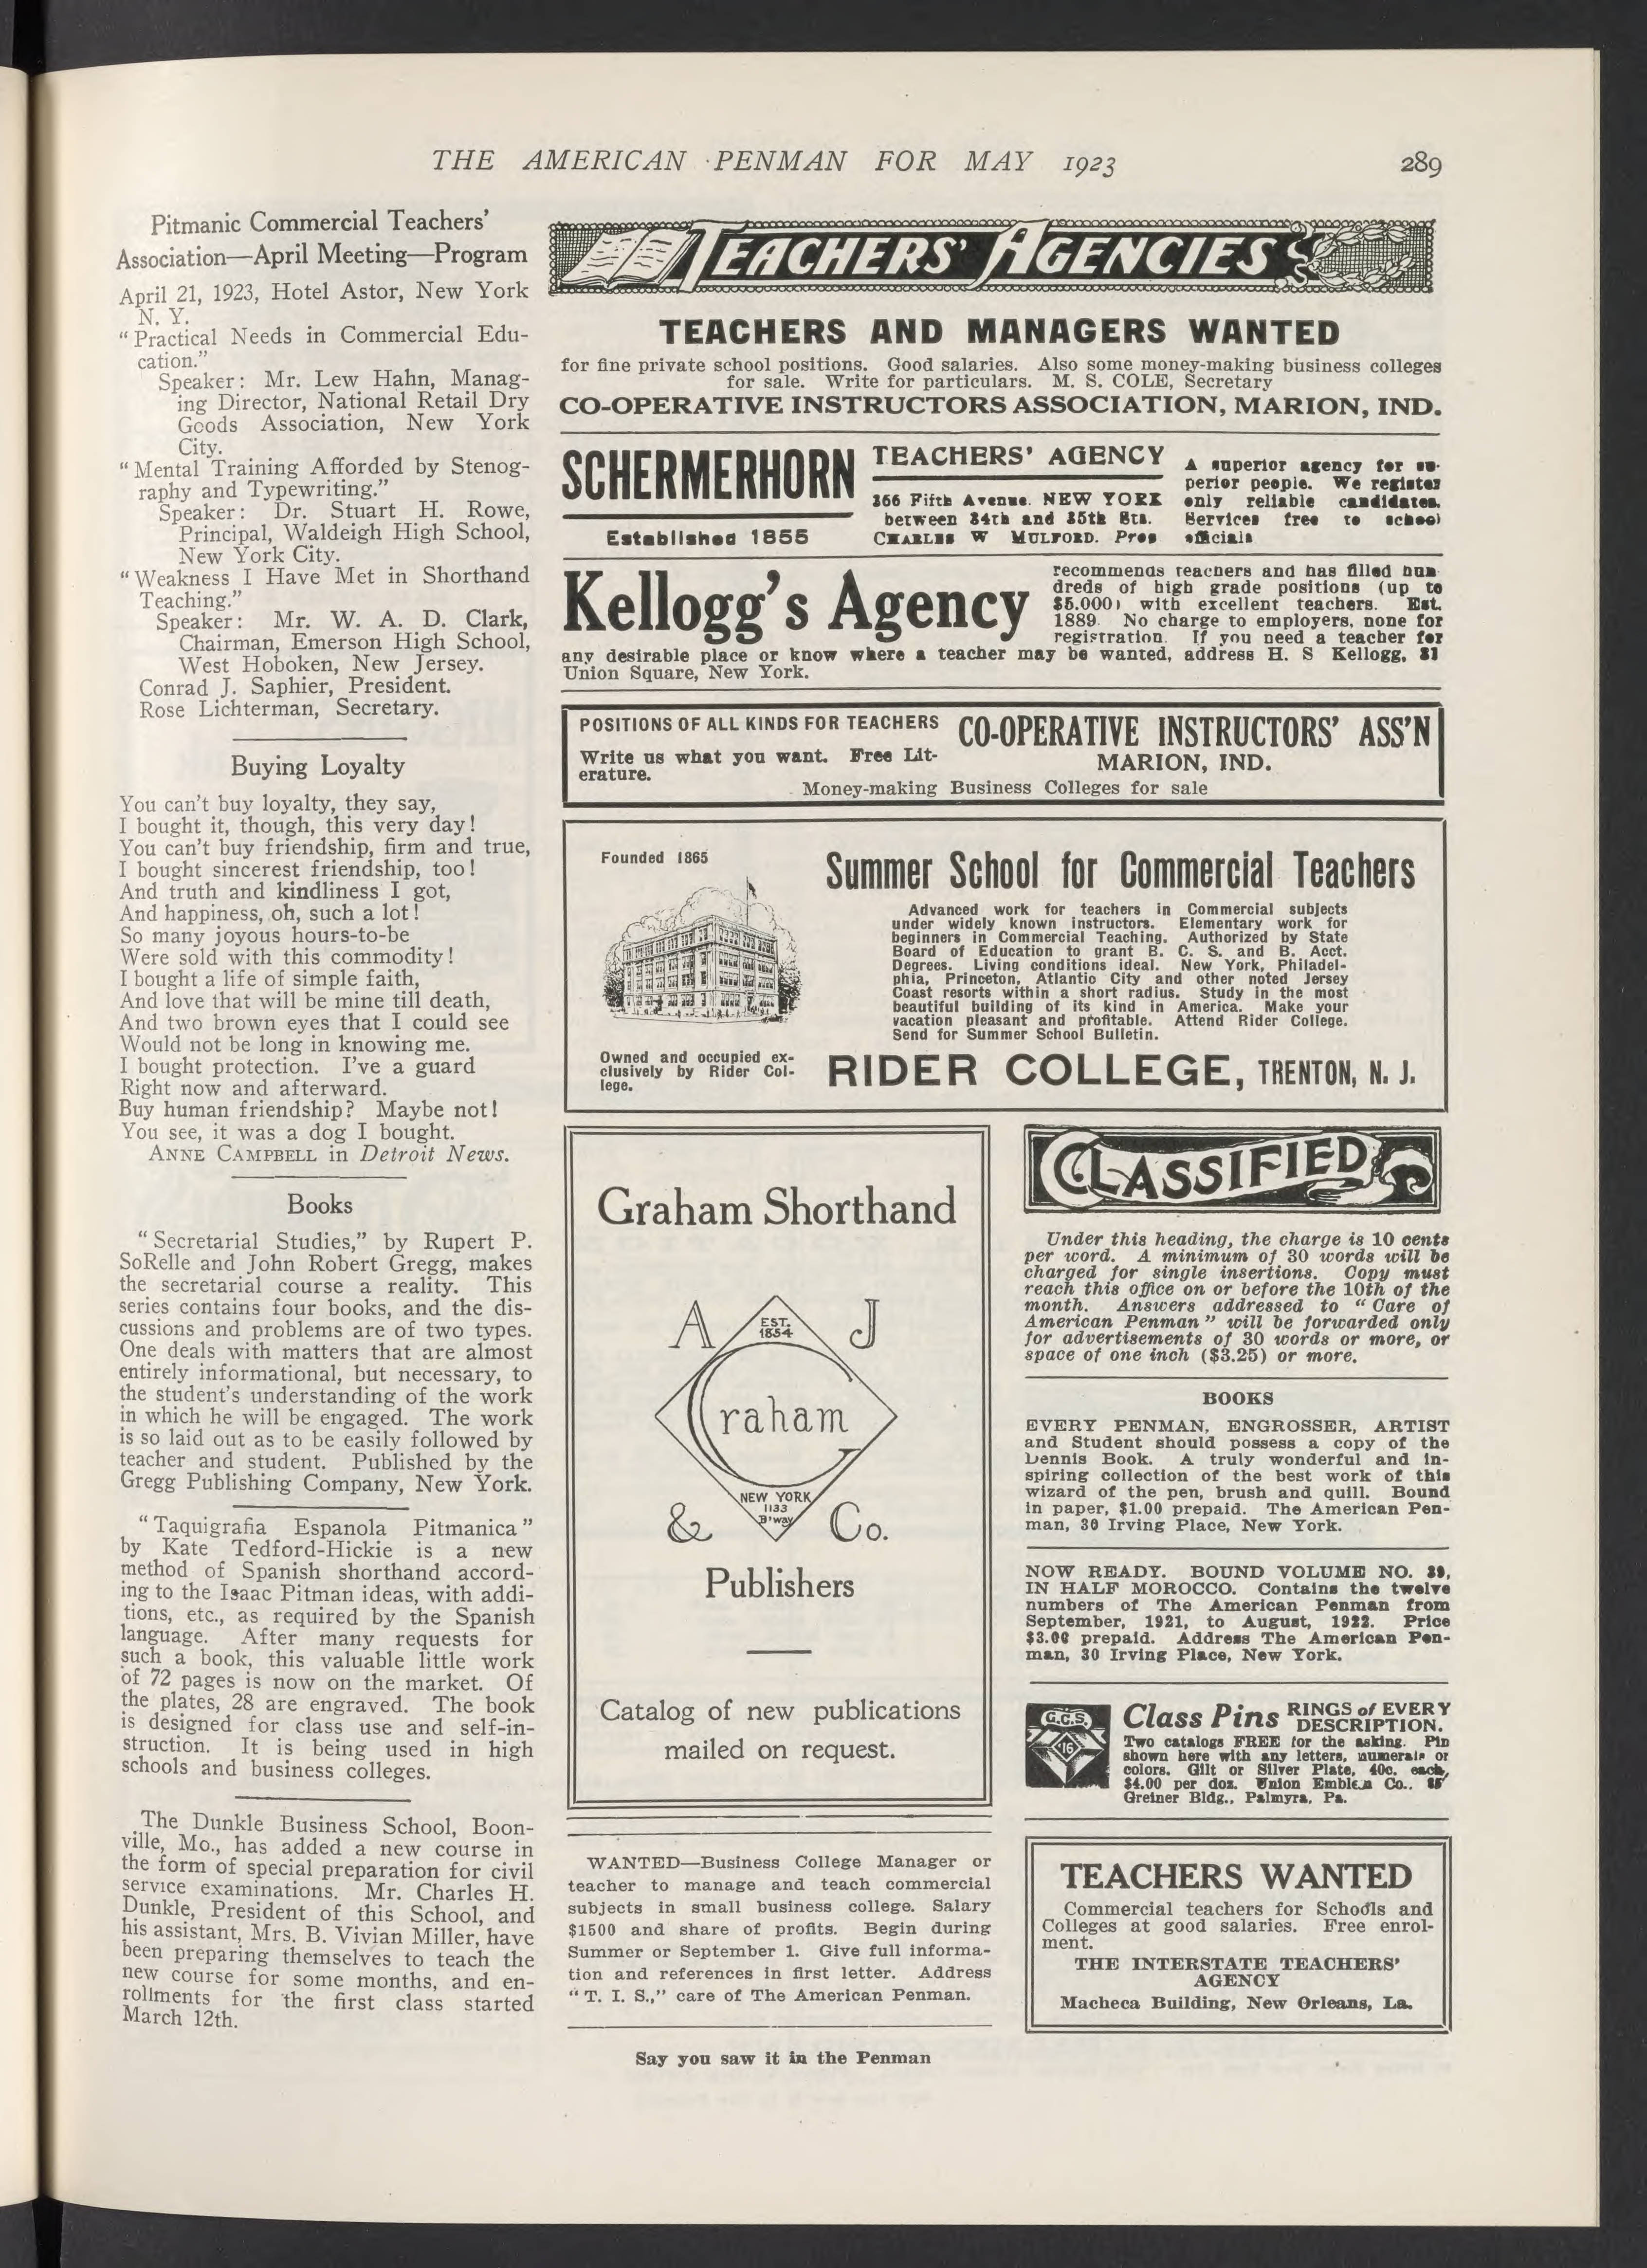 THE AMERICAN PENMAN FOR MAY 1923
289
Pitmanic Commercial Teachers'
Association—April Meeting—Program
April 21, 1923, Hotel Astor, New York
N. Y.
"Practical Needs in Commercial Edu-
cation."
Speaker: Mr. Lew Hahn, Manag-
ing Director, National Retail Dry
Goods Association, New York
City.
"Mental Training Afforded by Stenog-
raphy and Typewriting."
Speaker: Dr. Stuart H. Rowe,
Principal, Waldeigh High School,
New York City.
"Weakness I Have Met in Shorthand
Teaching."
Speaker: Mr. W. A. D. Clark,
Chairman, Emerson High School,
West Hoboken, New Jersey.
Conrad J. Saphier, President.
Rose Lichterman, Secretary.
Buying Loyalty
You can't buy loyalty, they say,
I bought it, though, this very day!
You can't buy friendship, firm and true,
I bought sincerest friendship, too!
And truth and kindliness I got,
And happiness, oh, such a lot!
So many joyous hours-to-be
Were sold with this commodity!
I bought a life of simple faith,
And love that will be mine till death,
And two brown eyes that I could see
Would not be long in knowing me.
I bought protection. I've a guard
Right now and afterward.
Buy human friendship? Maybe not!
You see, it was a dog I bought.
ANNE CAMPBELL in Detroit News.
Books
"Secretarial Studies," by Rupert P.
SoRelle and John Robert Gregg, makes
the secretarial course a reality. This
series contains four books, and the dis-
cussions and problems are of two types.
One deals with matters that are almost
entirely informational, but necessary, to
the student's understanding of the work
in which he will be engaged. The work
is so laid out as to be easily followed by
teacher and student. Published by the
Gregg Publishing Company, New York.
"Taquigrafia Espanola Pitmanica"
by Kate Tedford-Hickie is a new
method of Spanish shorthand accord-
ing to the Isaac Pitman ideas, with addi-
tions, etc., as required by the Spanish
language. After many requests for
such a book, this valuable little work
of 72 pages is now on the market. Of
the plates, 28 are engraved. The book
is designed for class use and self-in-
struction. It is being used in high
schools and business colleges.
The Dunkle Business School, Boon-
ville, Mo., has added a new course in
the form of special preparation for civil
service examinations. Mr. Charles H.
Dunkle, President of this School, and
his assistant, Mrs. B. Vivian Miller, have
been preparing themselves to teach the
new course for some months, and en-
rollments for the first class started
March 12th.
TEACHERS' AGENCIES
TEACHERS AND MANAGERS WANTED
for fine private school positions. Good salaries. Also some money-making business colleges
for sale. Write for particulars. M. S. COLE, Secretary
CO-OPERATIVE INSTRUCTORS ASSOCIATION, MARION, IND.
SCHERMERHORN
Established 1855
TEACHERS' AGENCY
366 Fifth Avenue. NEW YORK
between 34th and 35th Sts.
CHARLES W MULFORD. Prop
A superior agency for su-
perior people. We register
only reliable candidates.
Services free to school
officials
Kellogg's Agency
recommends teachers and has filled hun-
dreds of high grade positions (up to
$5.000) with excellent teachers. Est.
1889. No charge to employers, none for
registration. If you need a teacher for
any desirable place or know where a teacher may be wanted, address H. S Kellogg, 31
Union Square, New York.
POSITIONS OF ALL KINDS FOR TEACHERS
Write us what you want. Free Lit-
erature.
CO-OPERATIVE INSTRUCTORS' ASS'N
MARION, IND.
Money-making Business Colleges for sale
Founded 1865
Owned and occupied ex-
clusively by Rider Col-
lege.
Summer School for Commercial Teachers
Advanced work for teachers in Commercial subjects
under widely known instructors. Elementary work for
beginners in Commercial Teaching. Authorized by State
Board of Education to grant B. C. S. and B. Acct.
Degrees. Living conditions ideal. New York, Philadel-
phia, Princeton, Atlantic City and other noted Jersey
Coast resorts within a short radius. Study in the most
beautiful building of its kind in America. Make your
vacation pleasant and profitable. Attend Rider College.
Send for Summer School Bulletin.
RIDER COLLEGE, TRENTON, N. J.
Graham Shorthand
A J
EST.
1854
Graham
NEW YORK
1133
B'way
& Co.
Publishers
Catalog of new publications
mailed on request.
WANTED—Business College Manager or
teacher to manage and teach commercial
subjects in small business college. Salary
$1500 and share of profits. Begin during
Summer or September 1. Give full informa-
tion and references in first letter. Address
"T. I. S.," care of The American Penman.
Say you saw it in the Penman
CLASSIFIED
Under this heading, the charge is 10 cents
per word. A minimum of 30 words will be
charged for single insertions. Copy must
reach this office on or before the 10th of the
month. Answers addressed to "Care of
American Penman" will be forwarded only
for advertisements of 30 words or more, or
space of one inch ($3.25) or more.
BOOKS
EVERY PENMAN, ENGROSSER, ARTIST
and Student should possess a copy of the
Dennis Book. A truly wonderful and in-
spiring collection of the best work of this
wizard of the pen, brush and quill. Bound
in paper, $1.00 prepaid. The American Pen-
man, 30 Irving Place, New York.
NOW READY. BOUND VOLUME NO. 39,
IN HALF MOROCCO. Contains the twelve
numbers of The American Penman from
September, 1921, to August, 1922. Price
$3.00 prepaid. Address The American Pen-
man, 30 Irving Place, New York.
G.C.S.
'16
Class Pins RINGS of EVERY
DESCRIPTION.
Two catalogs FREE for the asking. Pin
shown here with any letters, numerals or
colors. Gilt or Silver Plate, 40c. each,
$4.00 per doz. Union Emblem Co.,
Greiner Bldg., Palmyra, Pa.
TEACHERS WANTED
Commercial teachers for Schools and
Colleges at good salaries. Free enrol-
ment.
THE INTERSTATE TEACHERS'
AGENCY
Macheca Building, New Orleans, La.